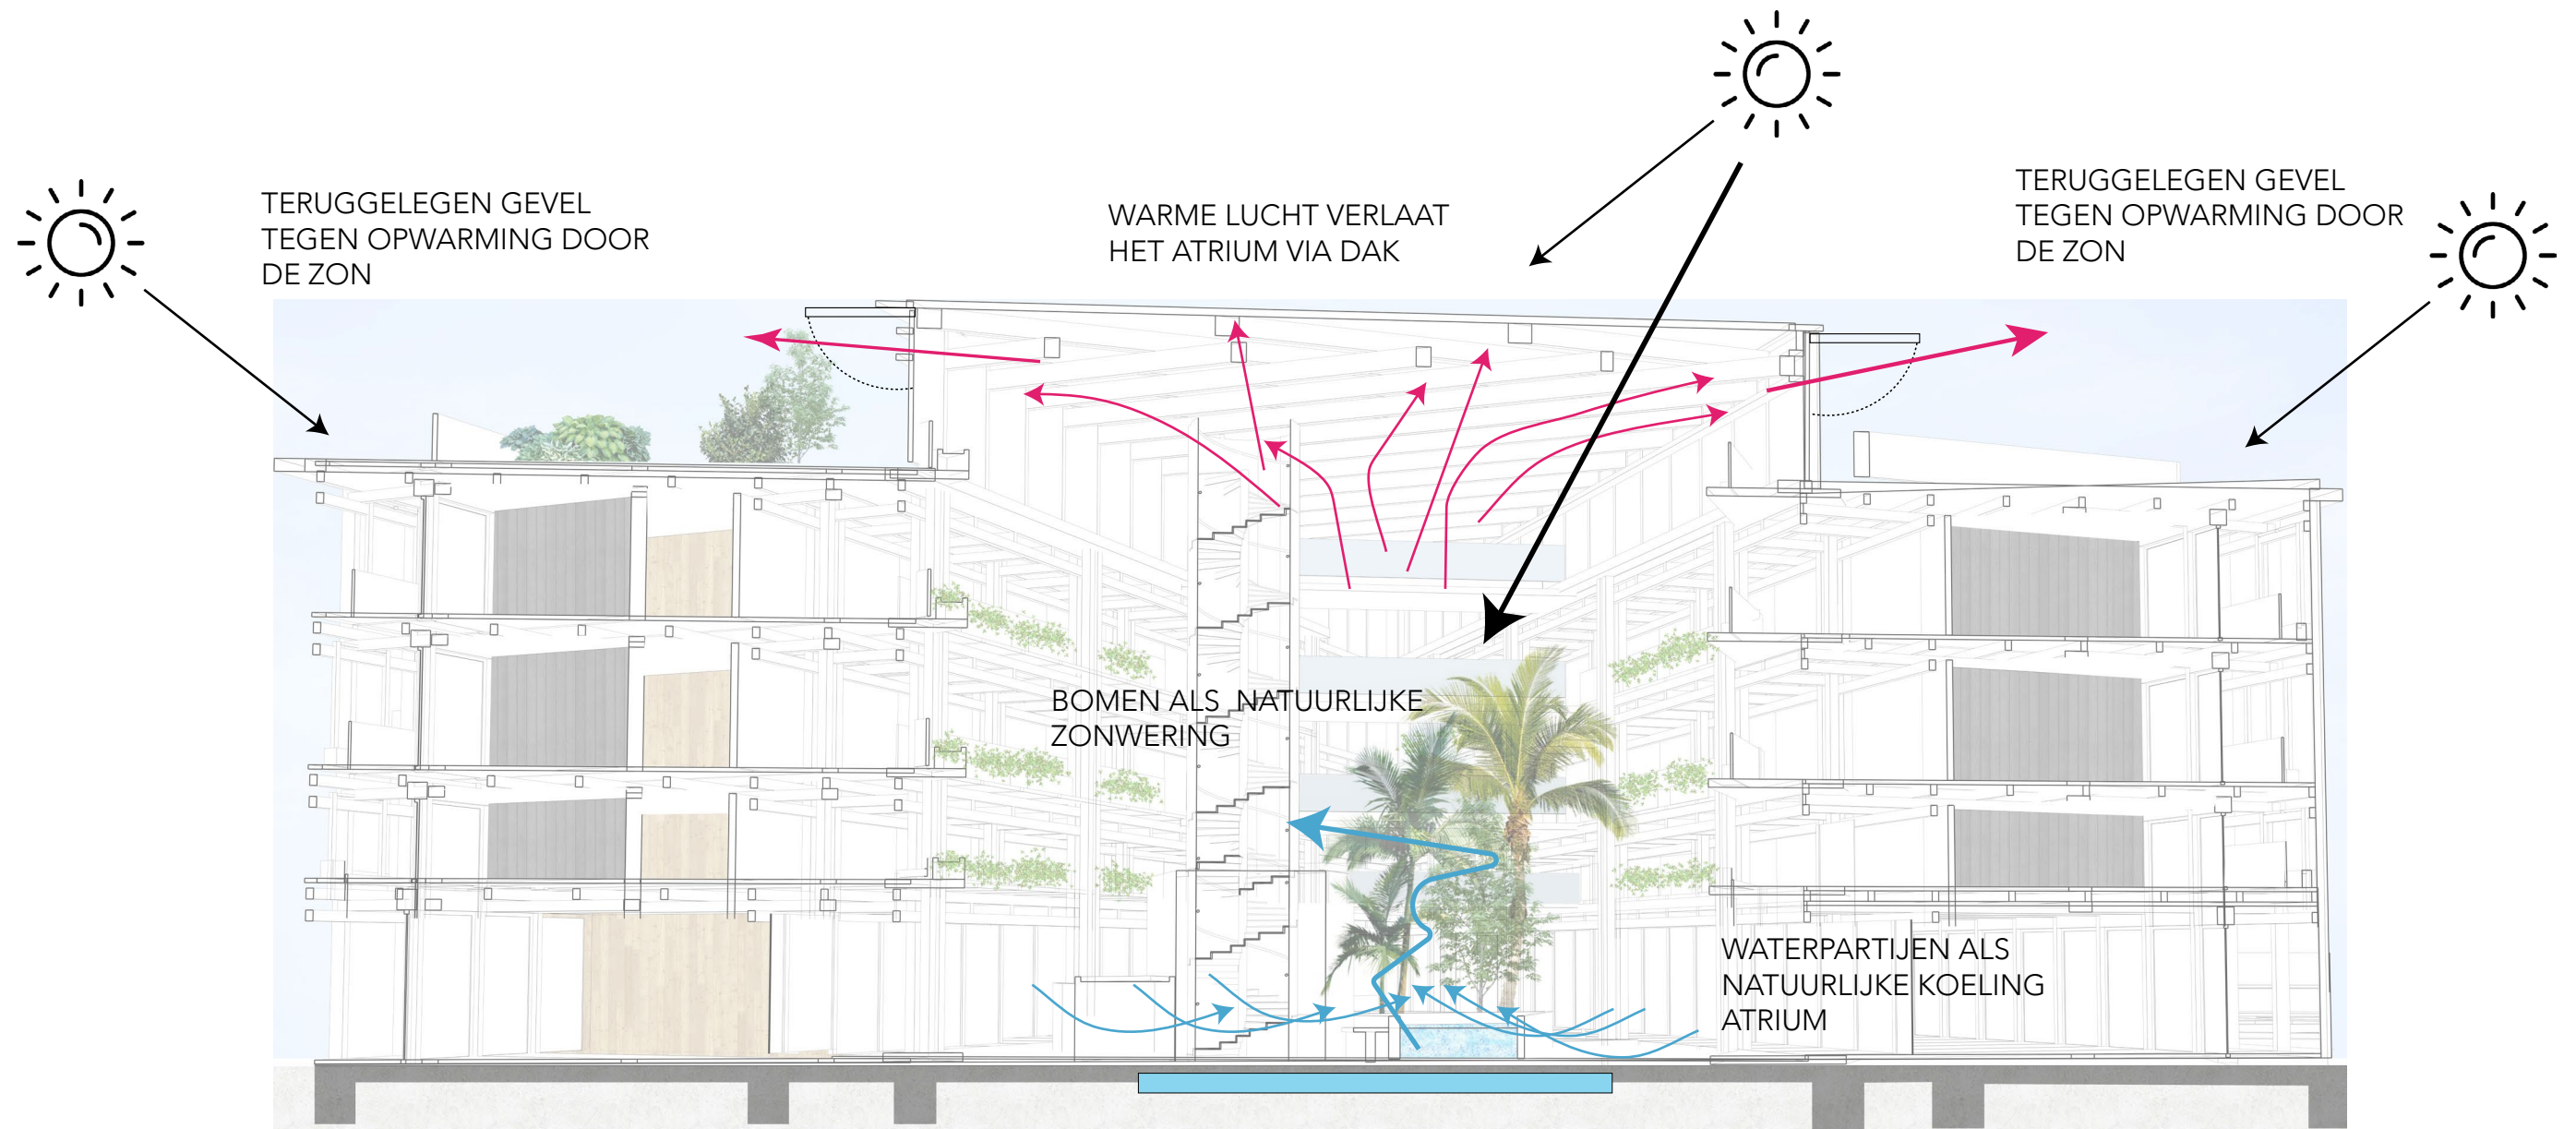 TERUGGELEGEN GEVEL
TEGEN OPWARMING DOOR
DE ZON
WARME LUCHT VERLAAT
HET ATRIUM VIA DAK
TERUGGELEGEN GEVEL
TEGEN OPWARMING DOOR
DE ZON
BOMEN ALS NATUURLIJKE
ZONWERING
WATERPARTIJEN ALS
NATUURLIJKE KOELING
ATRIUM